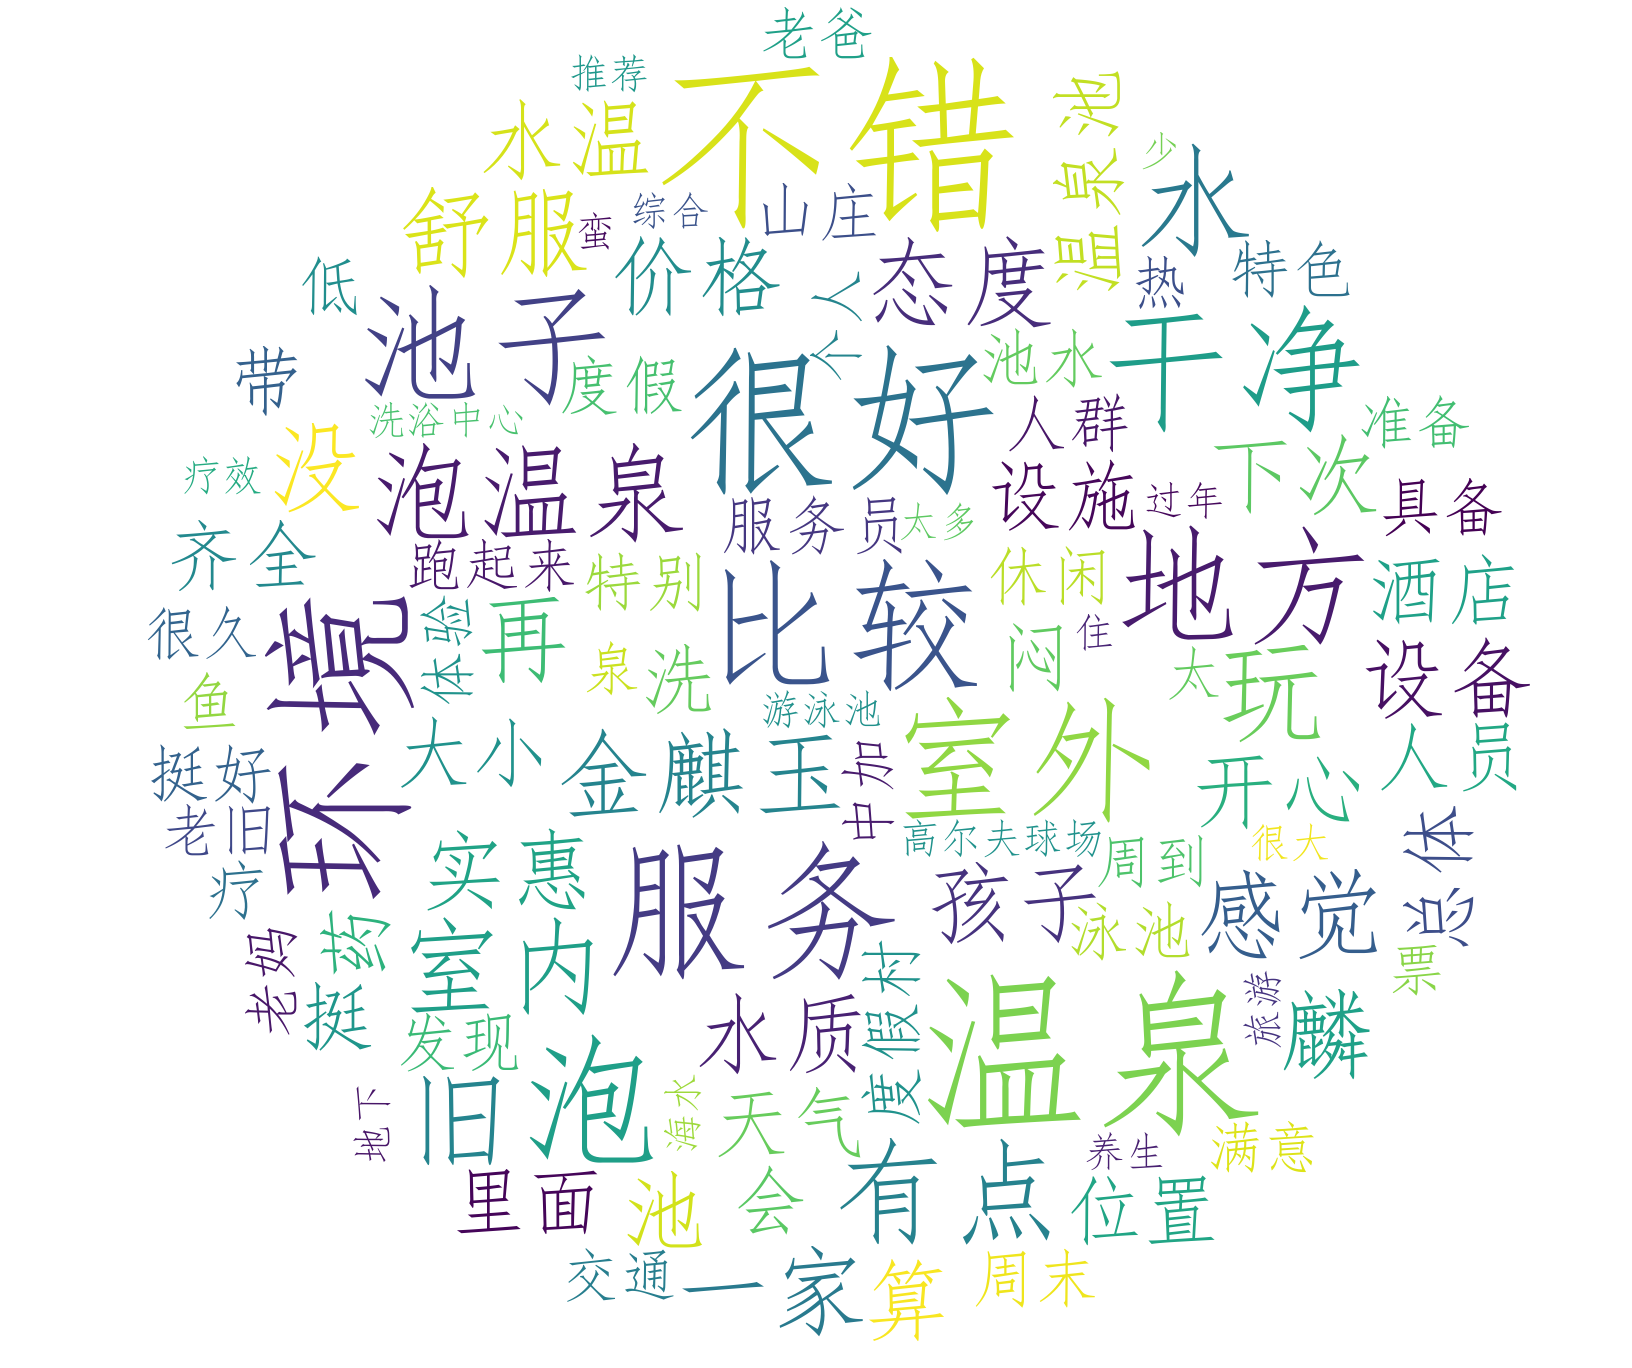 老爸
推荐
不错
水温
温泉池
少
水
舒服
蛮
综合
山庄
价格
个人
态度
热
特色
低
池子
度假
很好
池水
干净
带
洗浴中心
人群
准备
没
泡温泉
疗效
服务员
太多
设施
过年
下次
具备
齐全
跑起来
特别
比较
休闲
地方
酒店
环境
很久
体验
再
泉
洗
闷
住
太
玩
设备
鱼
大小
游泳池
室外
人员
挺好
金麒玉
中加
开心
老旧
高尔夫球场
很大
总体
疗
实惠
服务
孩子
周到
感觉
老妈
药
室内
泳池
票
挺
发现
水质
度假村
温泉
旅游
麟
地下
旧
泡
海水
天气
养生
满意
里面
池
会
有点
位置
交通
一家
算
周末